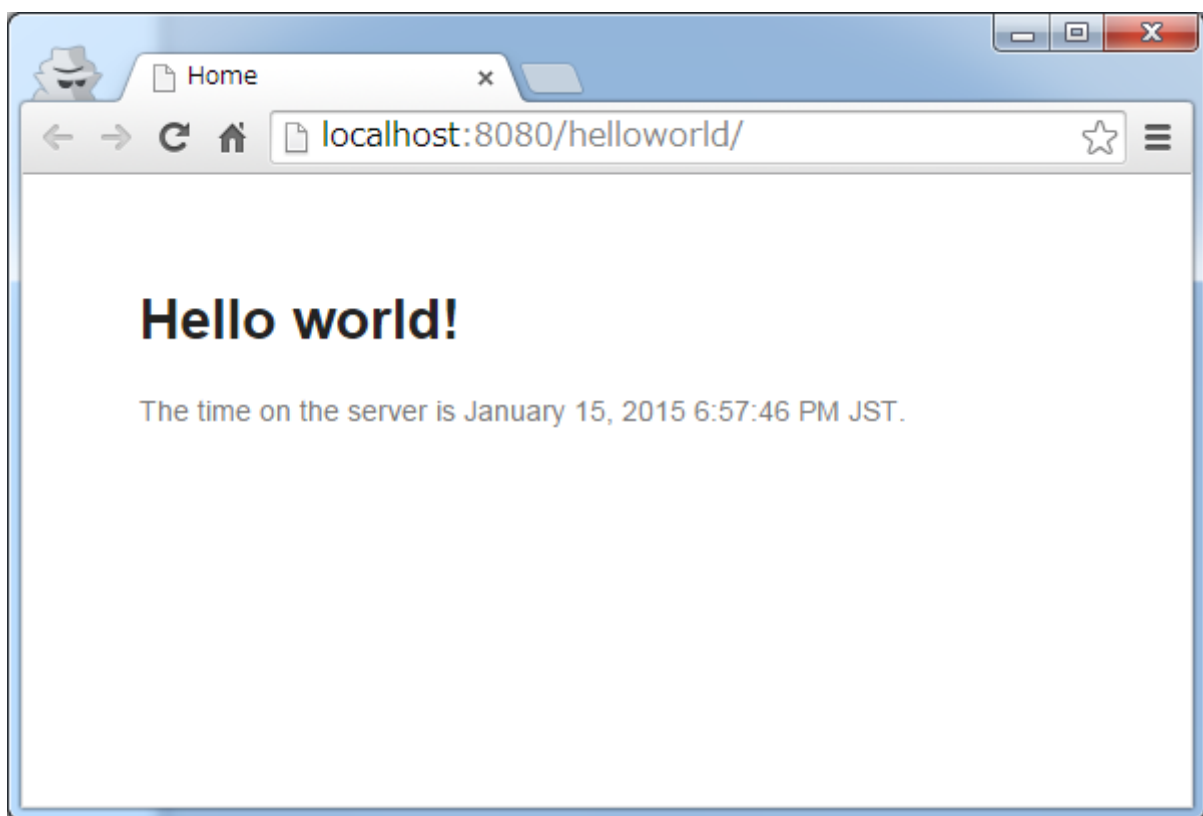 Home
localhost:8080/helloworld/
Hello world!
The time on the server is January 15, 2015 6:57:46 PM JST.